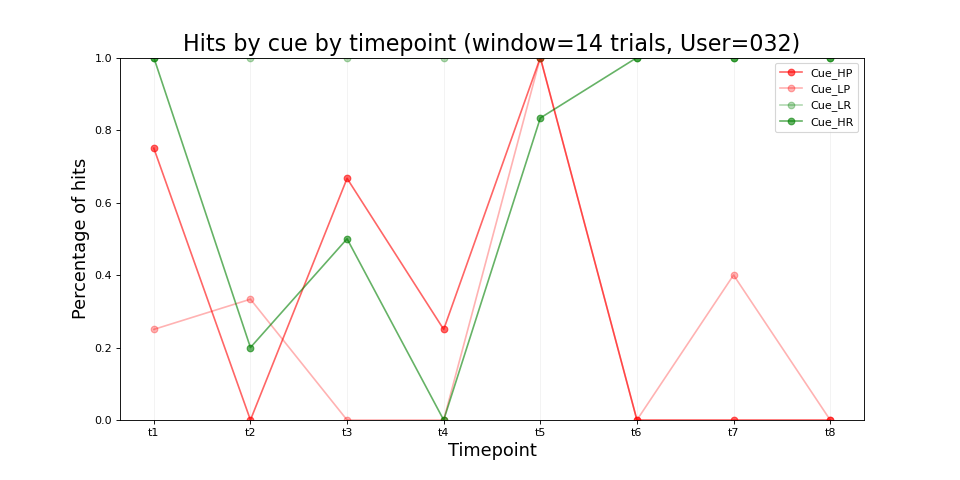 Hits by cue by timepoint (window=14 trials, User=032)
Percentage of hits
1.0
0.8
0.6
0.4
0.2
0.0
Cue_HP
Cue_LP
Cue_LR
Cue_HR
t1 t2 t3 t4 t5 t6 t7 t8
Timepoint